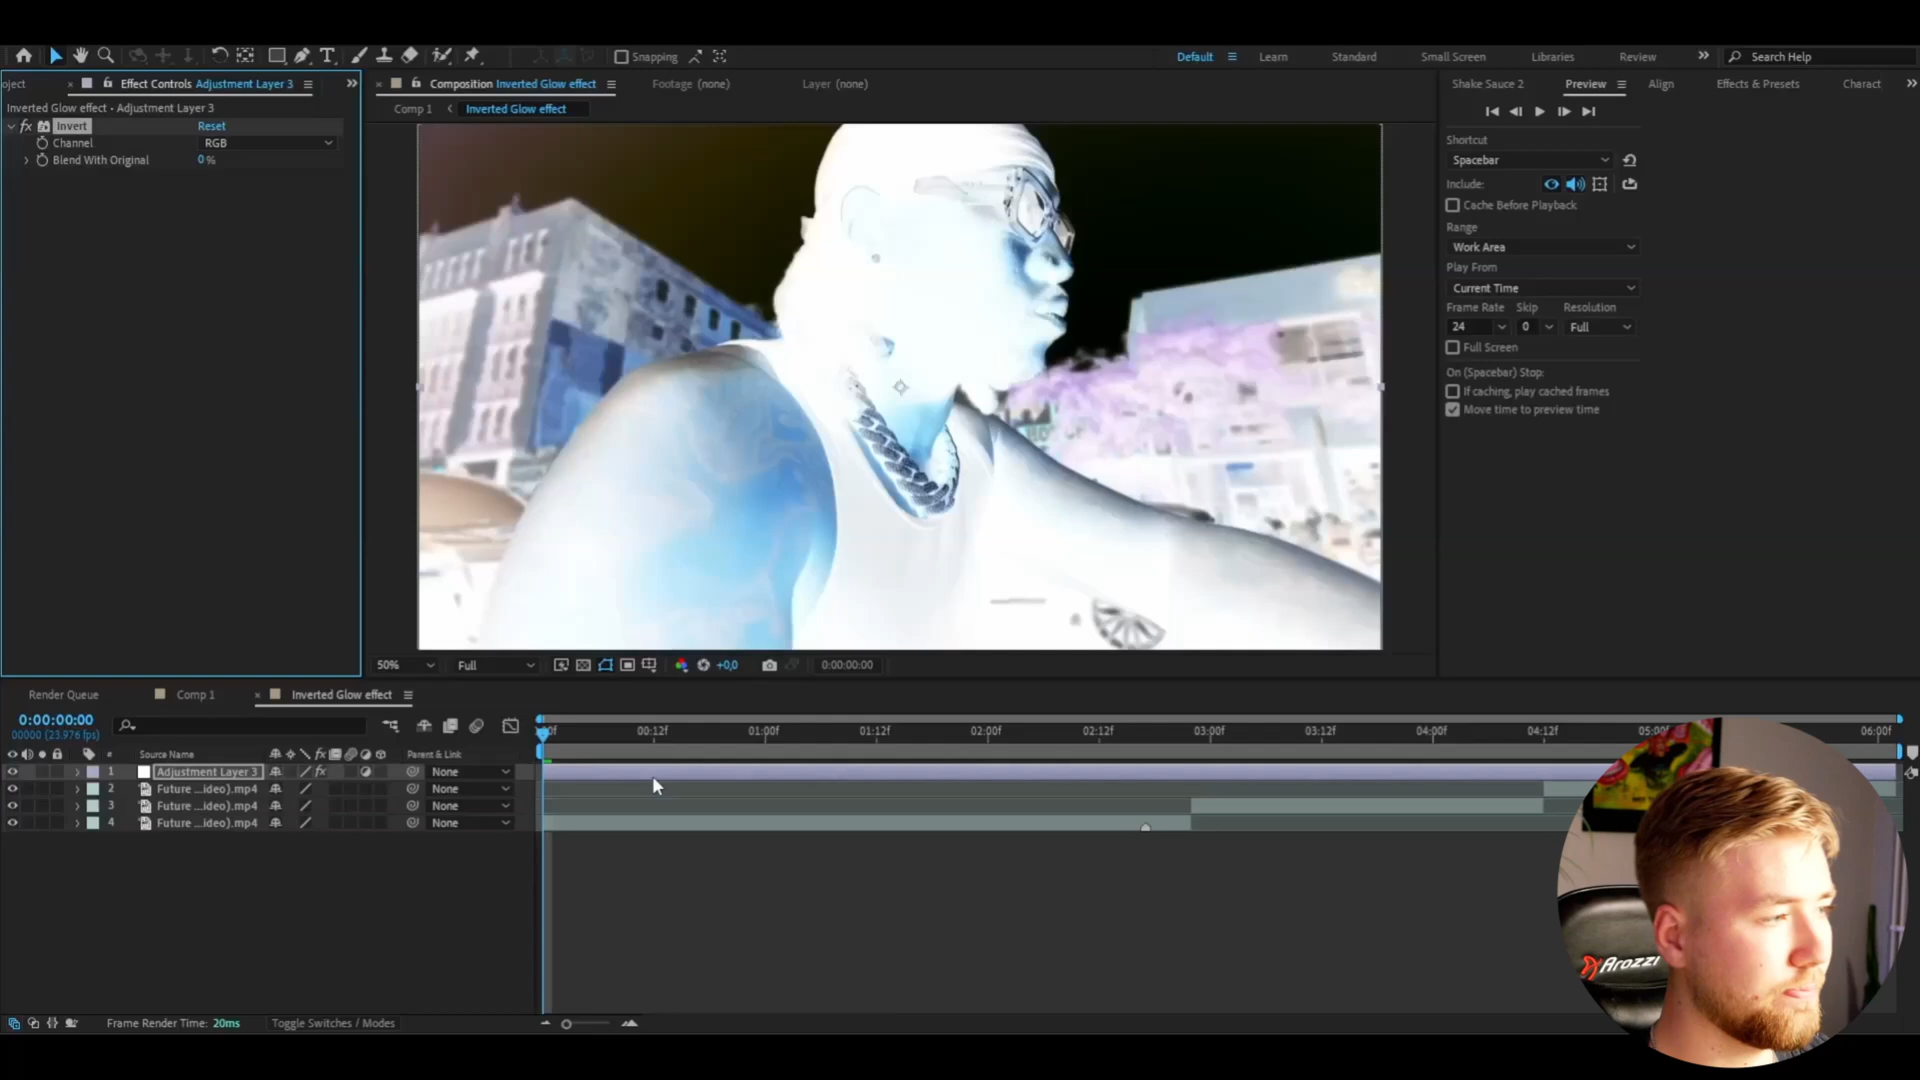 Snapping
Default
Learn
Standard
Small Screen
Libraries
Review
Search Help
oject
Effect Controls Adjustment Layer 3
Composition Inverted Glow effect
Footage (none)
Layer (none)
Shake Sauce 2
Preview
Align
Effects & Presets
Charact
Inverted Glow effect • Adjustment Layer 3
Comp 1
Inverted Glow effect
fx Invert
Reset
Channel
RGB
Blend With Original
0 %
Shortcut
Spacebar
Include:
Cache Before Playback
Range
Work Area
Play From
Current Time
Frame Rate Skip Resolution
24 0 Full
Full Screen
On (Spacebar) Stop:
If caching, play cached frames
Move time to preview time
50%
Full
+0,0
0:00:00:00
Render Queue
Comp 1
Inverted Glow effect
0:00:00:00
00000 (23.976 fps)
00:12f 01:00f 01:12f 02:00f 02:12f 03:00f 03:12f 04:00f 04:12f 05:00 06:00f
# Source Name fx Parent & Link
1 Adjustment Layer 3 fx None
2 Future ...ideo).mp4 None
3 Future ...ideo).mp4 None
4 Future ...ideo).mp4 None
Arozzi
Frame Render Time: 20ms
Toggle Switches / Modes